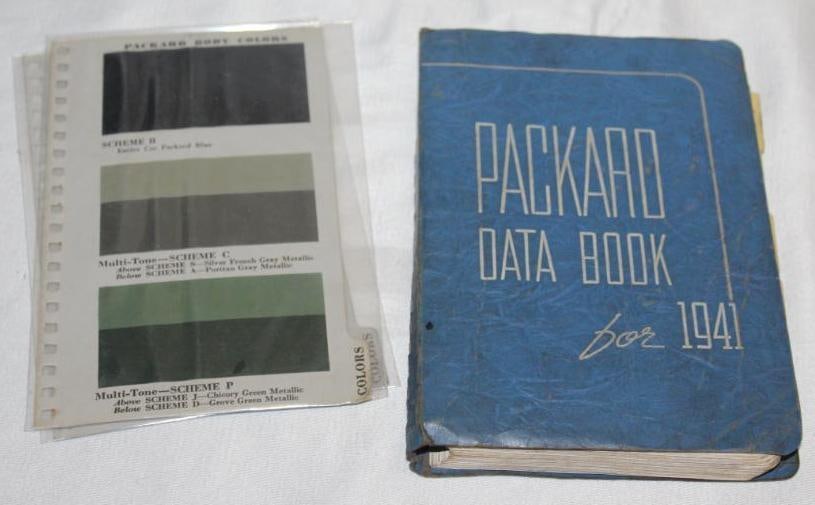 PACKARD BODY COLORS
SCHEME B
Entire Car Packard Blue
Multi-Tone—SCHEME C
Above SCHEME S—Silver French Gray Metallic
Below SCHEME A—Puritan Gray Metallic
Multi-Tone—SCHEME P
Above SCHEME J—Chicory Green Metallic
Below SCHEME D—Grove Green Metallic
COLORS
COLORS
PACKARD
DATA BOOK
for 1941